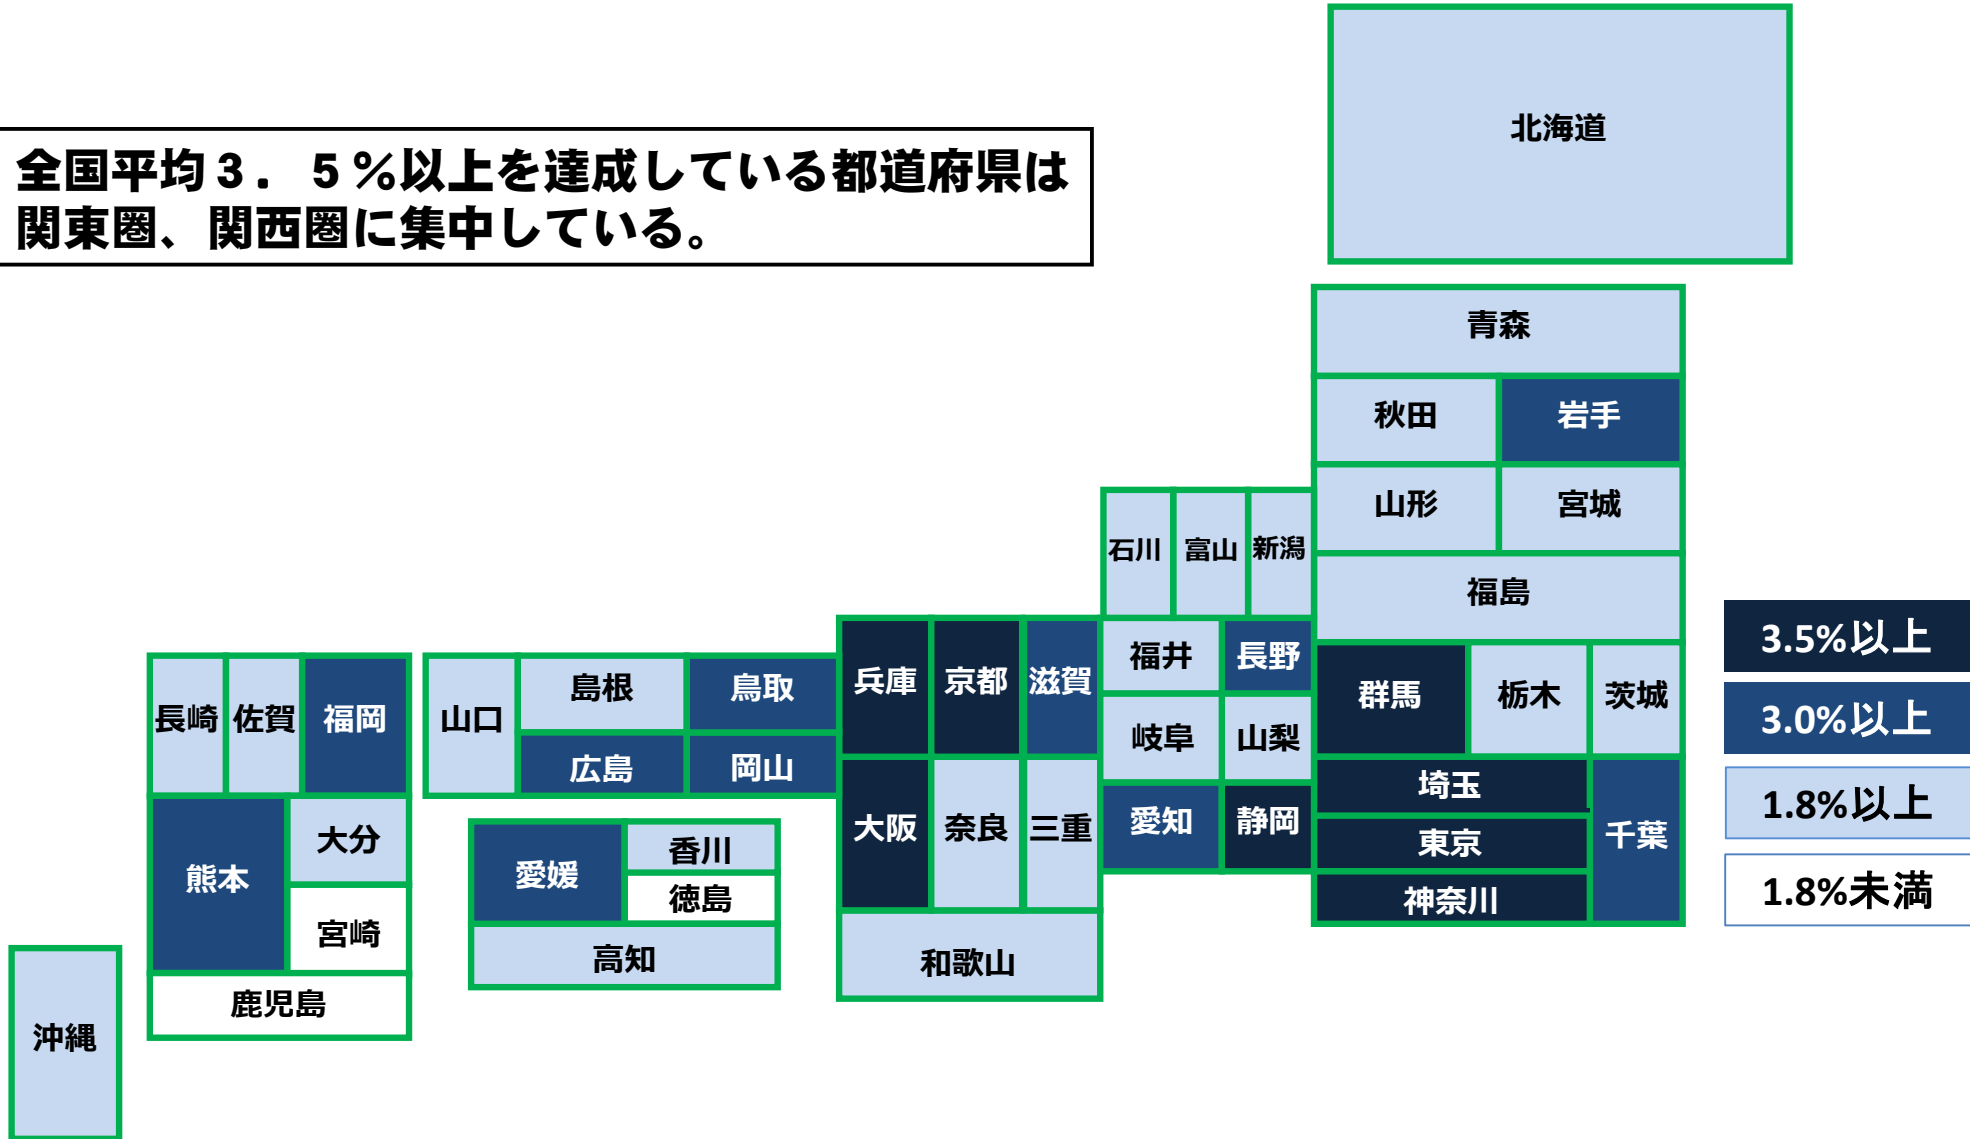 北海道
全国平均３．５％以上を達成している都道府県は
関東圏、関西圏に集中している。
青森
秋田
岩手
山形
宮城
石川
富山
新潟
福島
3.5%以上
3.0%以上
1.8%以上
1.8%未満
長崎
佐賀
福岡
山口
島根
鳥取
広島
岡山
兵庫
京都
滋賀
福井
長野
岐阜
山梨
群馬
栃木
茨城
埼玉
東京
神奈川
千葉
大阪
奈良
三重
愛知
静岡
熊本
大分
宮崎
鹿児島
愛媛
香川
徳島
高知
和歌山
沖縄